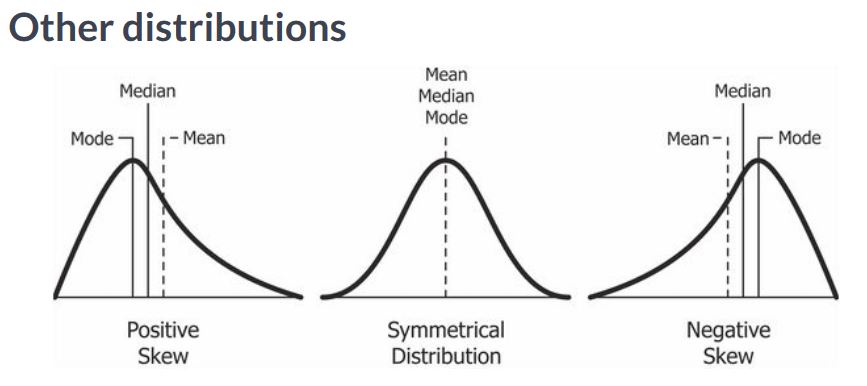 Other distributions
Median
Mode
Mean
Positive
Skew
Mean
Median
Mode
Symmetrical
Distribution
Median
Mean
Mode
Negative
Skew